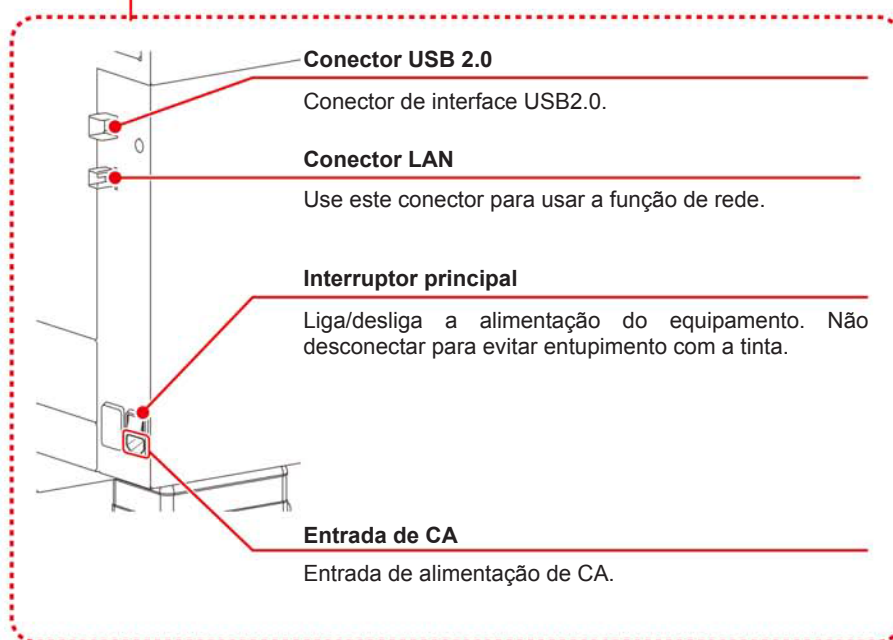 Conector USB 2.0
Conector de interface USB2.0.
Conector LAN
Use este conector para usar a função de rede.
Interruptor principal
Liga/desliga a alimentação do equipamento. Não
desconectar para evitar entupimento com a tinta.
Entrada de CA
Entrada de alimentação de CA.